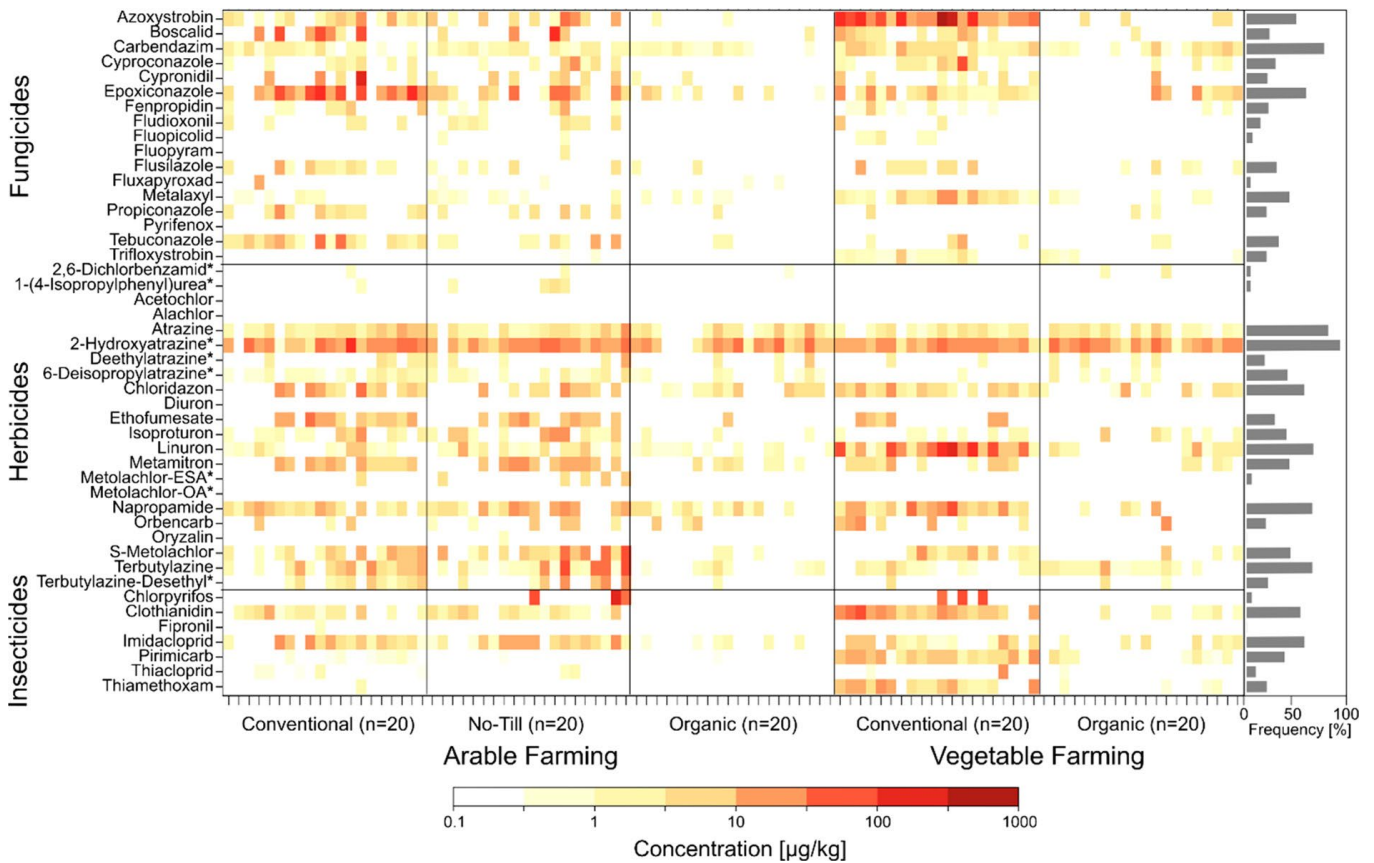 Fungicides
Azoxystrobin
Boscalid
Carbendazim
Cyproconazole
Cypronidil
Epoxiconazole
Fenpropidin
Fludioxonil
Fluopicolid
Fluopyram
Flusilazole
Fluxapyroxad
Metalaxyl
Propiconazole
Pyrifenox
Tebuconazole
Trifloxystrobin
Herbicides
2,6-Dichlorbenzamid*
1-(4-Isopropylphenyl)urea*
Acetochlor
Alachlor
Atrazine
2-Hydroxyatrazine*
Deethylatrazine*
6-Deisopropylatrazine*
Chloridazon
Diuron
Ethofumesate
Isoproturon
Linuron
Metamitron
Metolachlor-ESA*
Metolachlor-OA*
Napropamide
Orbencarb
Oryzalin
S-Metolachlor
Terbutylazine
Terbutylazine-Desethyl*
Insecticides
Chlorpyrifos
Clothianidin
Fipronil
Imidacloprid
Pirimicarb
Thiacloprid
Thiamethoxam
0 50 100
Frequency [%]
Conventional (n=20) No-Till (n=20) Organic (n=20) Conventional (n=20) Organic (n=20)
Arable Farming Vegetable Farming
0.1 1 10 100 1000
Concentration [µg/kg]